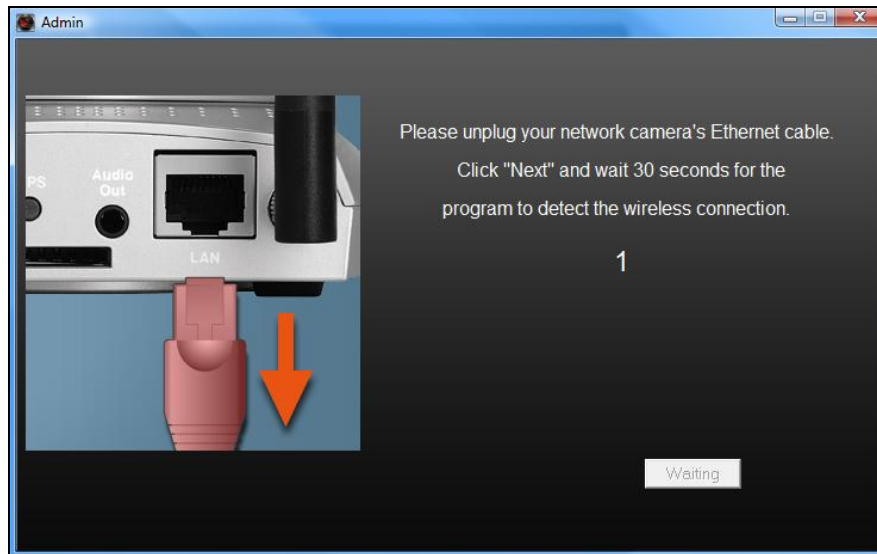 Admin
PS
Audio
Out
LAN
Please unplug your network camera's Ethernet cable.
Click "Next" and wait 30 seconds for the
program to detect the wireless connection.
1
Waiting